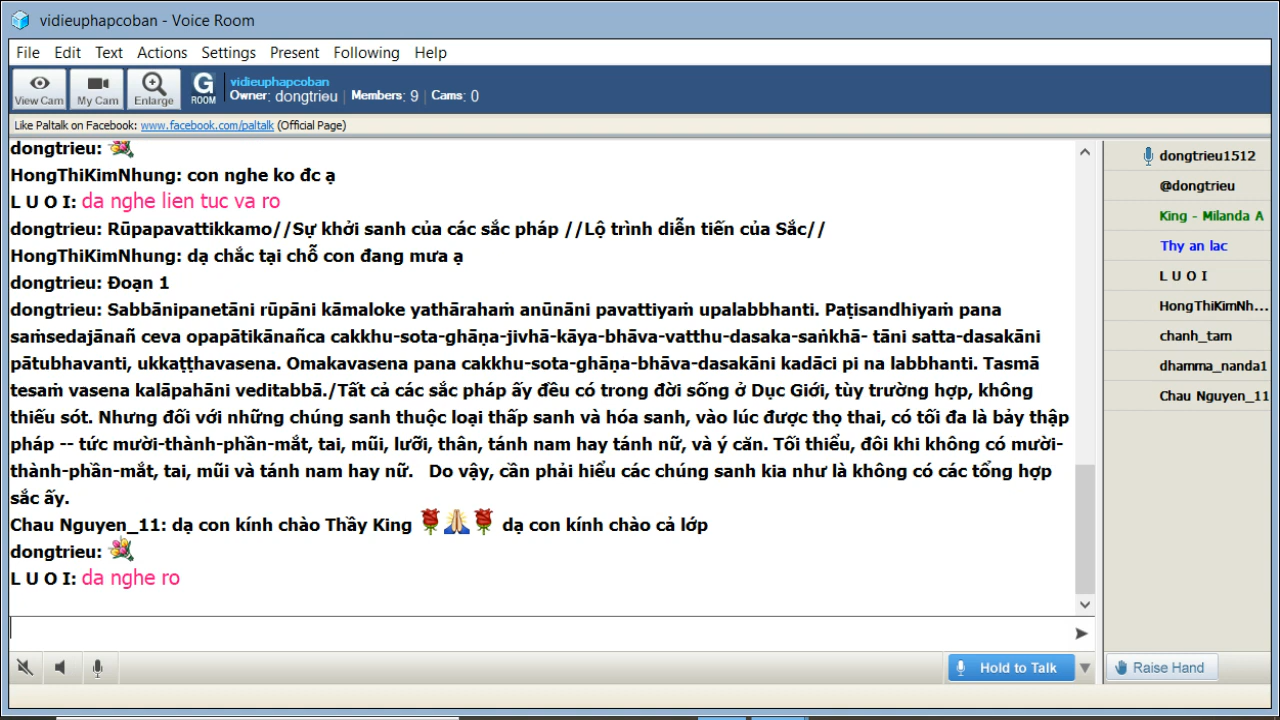 vidieuphapcoban - Voice Room
File Edit Text Actions Settings Present Following Help
View Cam My Cam Enlarge G ROOM
vidieuphapcoban
Owner: dongtrieu | Members: 9 | Cams: 0
Like Paltalk on Facebook: www.facebook.com/paltalk (Official Page)
dongtrieu:
HongThiKimNhung: con nghe ko đc ạ
L U O I: da nghe lien tuc va ro
dongtrieu: Rūpapavattikkamo//Sự khởi sanh của các sắc pháp //Lộ trình diễn tiến của Sắc//
HongThiKimNhung: dạ chắc tại chỗ con đang mưa ạ
dongtrieu: Đoạn 1
dongtrieu: Sabbānipanetāni rūpāni kāmaloke yathārahaṁ anūnāni pavattiyaṁ upalabbhanti. Paṭisandhiyaṁ pana
saṁsedajānañ ceva opapātikānañca cakkhu-sota-ghāṇa-jivhā-kāya-bhāva-vatthu-dasaka-saṅkhā- tāni satta-dasakāni
pātubhavanti, ukkaṭṭhavasena. Omakavasena pana cakkhu-sota-ghāṇa-bhāva-dasakāni kadāci pi na labbhanti. Tasmā
tesaṁ vasena kalāpahāni veditabbā./Tất cả các sắc pháp ấy đều có trong đời sống ở Dục Giới, tùy trường hợp, không
thiếu sót. Nhưng đối với những chúng sanh thuộc loại thấp sanh và hóa sanh, vào lúc được thọ thai, có tối đa là bảy thập
pháp -- tức mười-thành-phần-mắt, tai, mũi, lưỡi, thân, tánh nam hay tánh nữ, và ý căn. Tối thiểu, đôi khi không có mười-
thành-phần-mắt, tai, mũi và tánh nam hay nữ. Do vậy, cần phải hiểu các chúng sanh kia như là không có các tổng hợp
sắc ấy.
Chau Nguyen_11: dạ con kính chào Thầy King 🌹🙏🌹 dạ con kính chào cả lớp
dongtrieu:
L U O I: da nghe ro
Hold to Talk
dongtrieu1512
@dongtrieu
King - Milanda A
Thy an lac
L U O I
HongThiKimNh...
chanh_tam
dhamma_nanda1
Chau Nguyen_11
Raise Hand